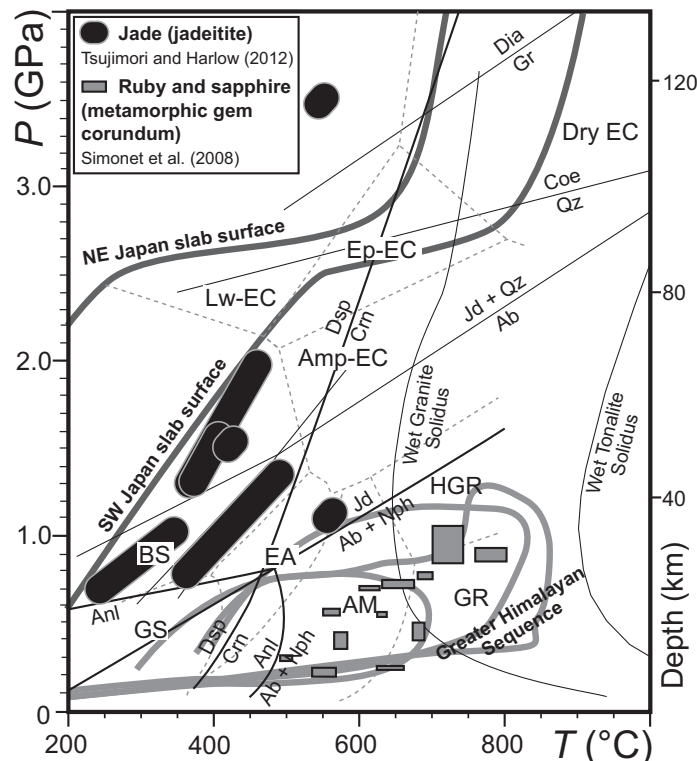 P (GPa)
3.0
2.0
1.0
0
Jade (jadeitite)
Tsujimori and Harlow (2012)
Ruby and sapphire
(metamorphic gem
corundum)
Simonet et al. (2008)
Dia
Gr
120
Dry EC
Coe
Qz
NE Japan slab surface
Ep-EC
Lw-EC
80
Dsp
Crn
Jd + Qz
Ab
Amp-EC
SW Japan slab surface
Wet Granite
Solidus
Wet Tonalite
Solidus
HGR
40
Jd
Ab + Nph
BS
EA
Anl
GS
AM
GR
Dsp
Crn
Anl
Ab + Nph
Greater Himalayan
Sequence
Depth (km)
0
200
400
600
800
T (°C)